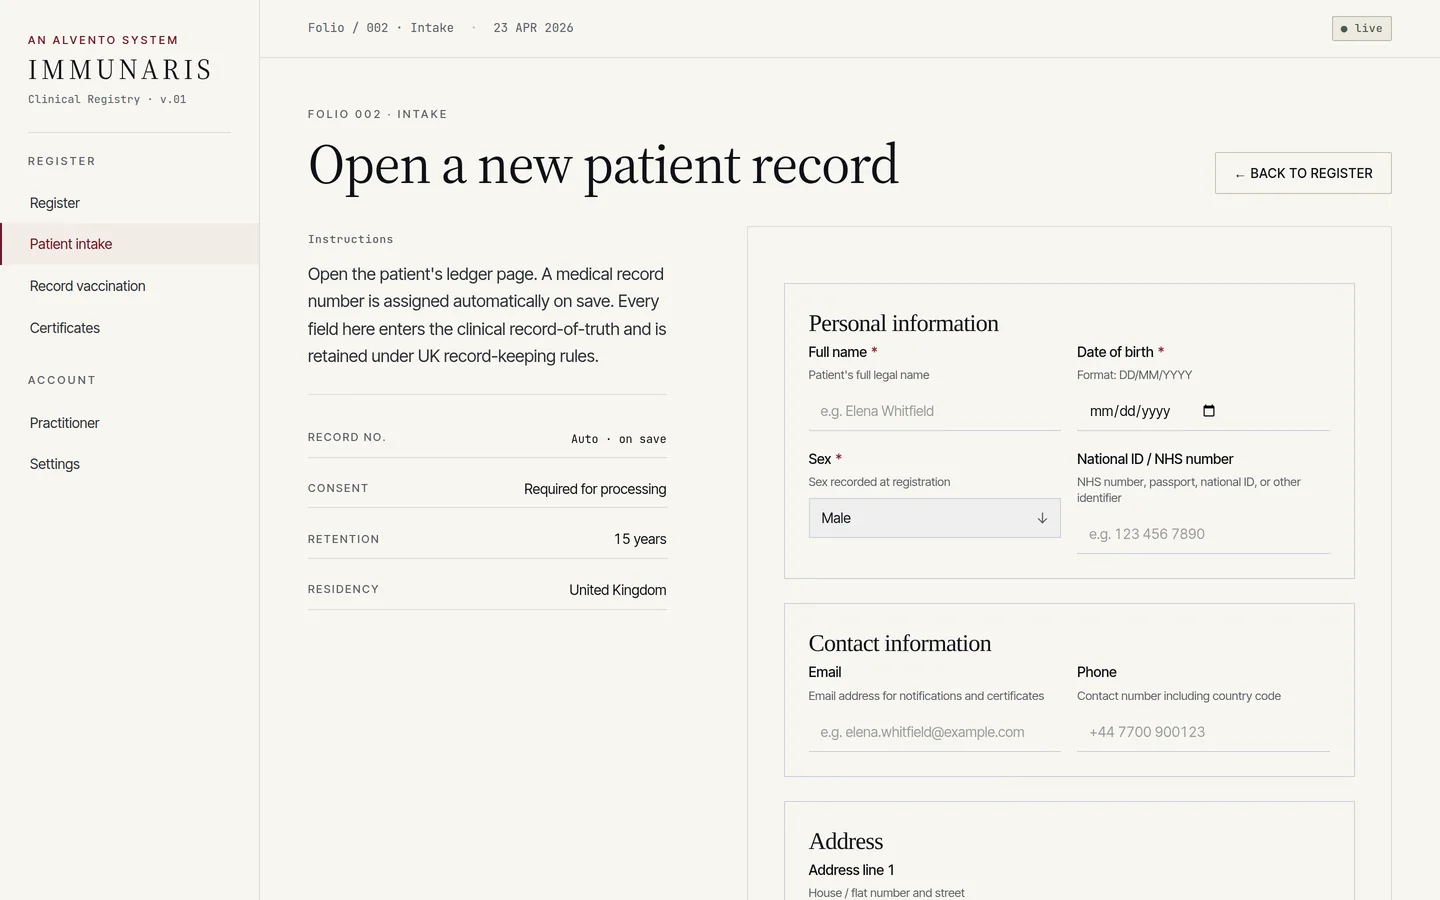 AN ALVENTO SYSTEM
IMMUNARIS
Clinical Registry · v.01
REGISTER
Register
Patient intake
Record vaccination
Certificates
ACCOUNT
Practitioner
Settings
Folio / 002 · Intake · 23 APR 2026
● live
FOLIO 002 · INTAKE
Open a new patient record
← BACK TO REGISTER
Instructions
Open the patient's ledger page. A medical record
number is assigned automatically on save. Every
field here enters the clinical record-of-truth and is
retained under UK record-keeping rules.
RECORD NO. Auto · on save
CONSENT Required for processing
RETENTION 15 years
RESIDENCY United Kingdom
Personal information
Full name *
Patient's full legal name
e.g. Elena Whitfield
Date of birth *
Format: DD/MM/YYYY
mm/dd/yyyy
Sex *
Sex recorded at registration
Male ↓
National ID / NHS number
NHS number, passport, national ID, or other
identifier
e.g. 123 456 7890
Contact information
Email
Email address for notifications and certificates
e.g. elena.whitfield@example.com
Phone
Contact number including country code
+44 7700 900123
Address
Address line 1
House / flat number and street